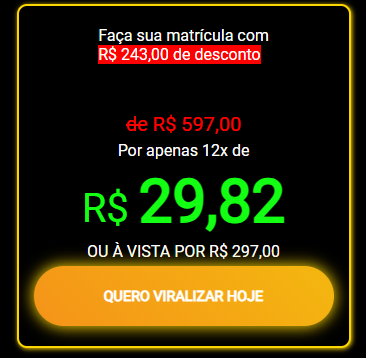 Faça sua matrícula com
R$ 243,00 de desconto
de R$ 597,00
Por apenas 12x de
R$ 29,82
OU À VISTA POR R$ 297,00
QUERO VIRALIZAR HOJE